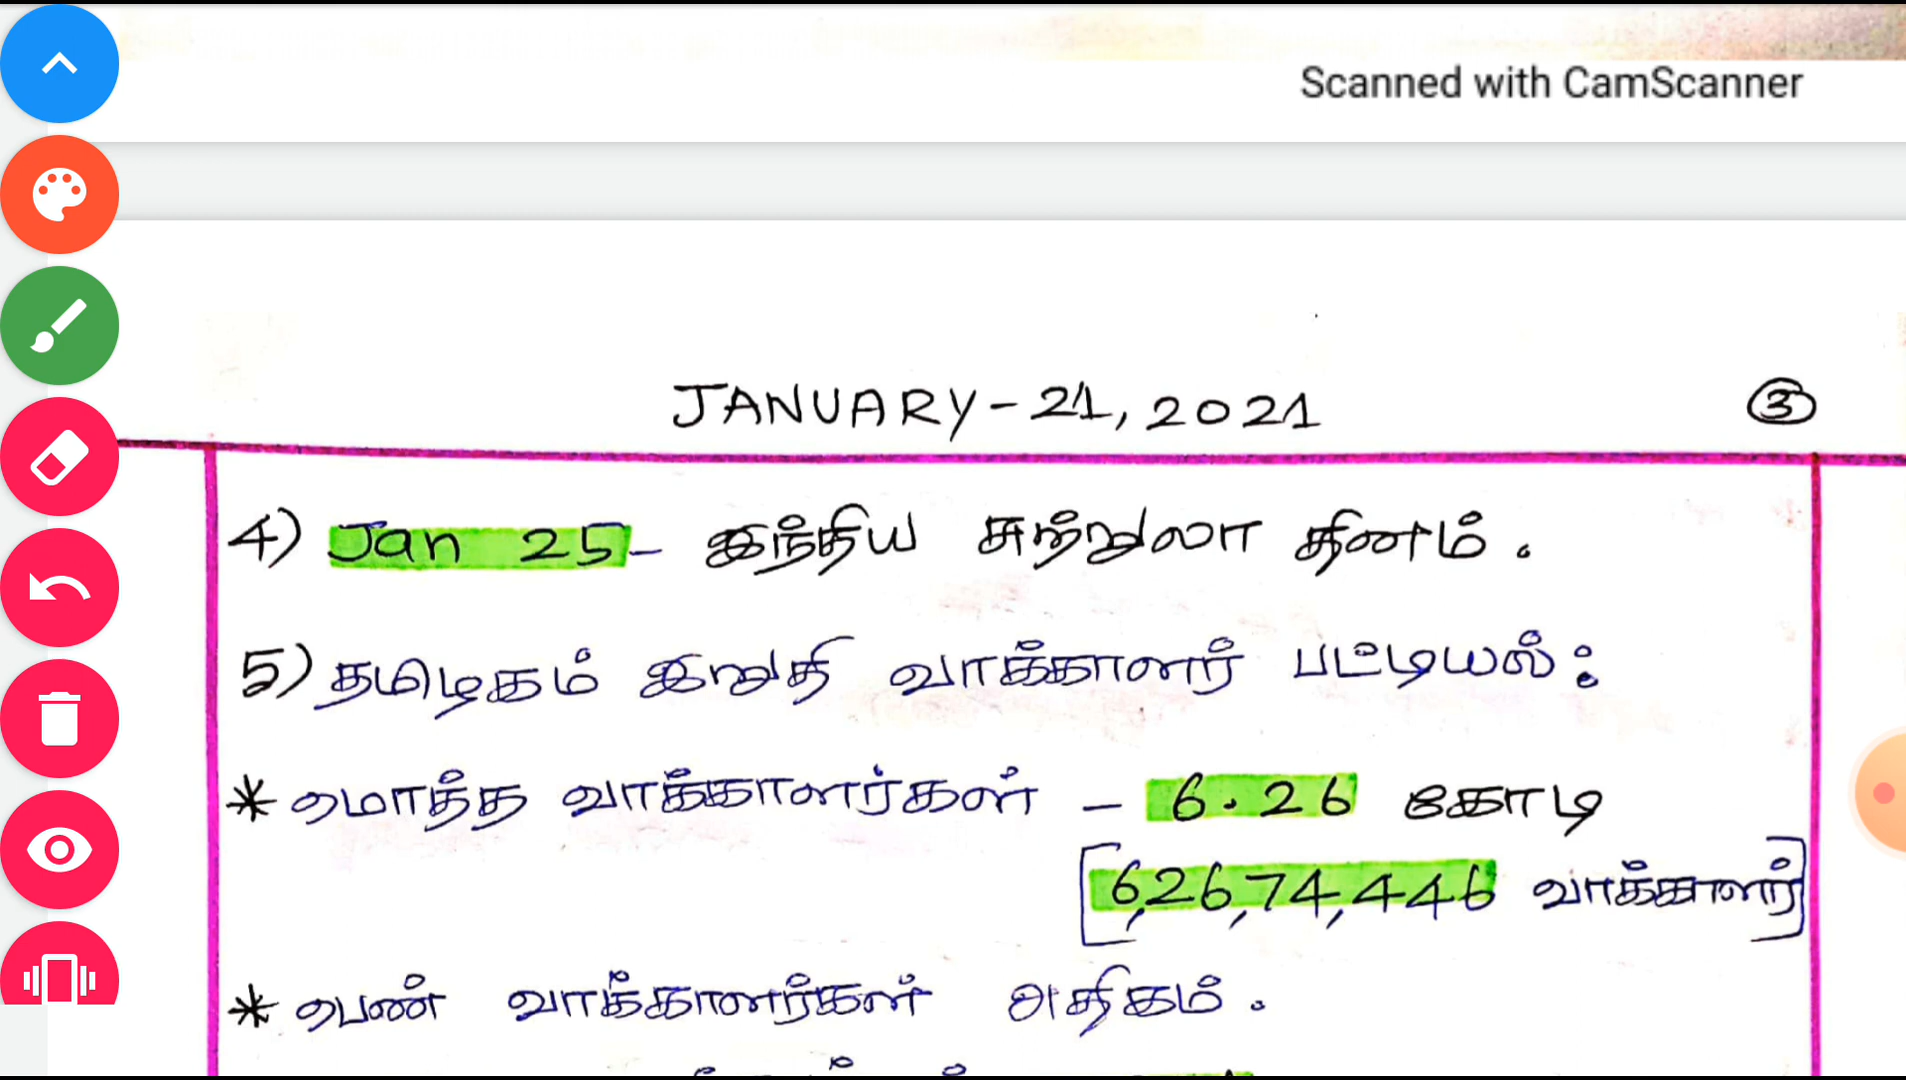 Scanned with CamScanner
JANUARY-21, 2021
3
4) Jan 25 - இந்திய சுற்றுலா தினம்.
5) தமிழகம் இறுதி வாக்காளர் பட்டியல்:
* மொத்த வாக்காளர்கள் - 6.26 கோடி
[6,26,74,446 வாக்காளர்]
* பெண் வாக்காளர்கள் அதிகம்.